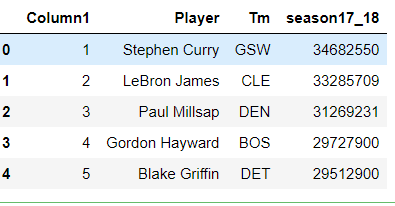 Column1 Player Tm season17_18
0 1 Stephen Curry GSW 34682550
1 2 LeBron James CLE 33285709
2 3 Paul Millsap DEN 31269231
3 4 Gordon Hayward BOS 29727900
4 5 Blake Griffin DET 29512900